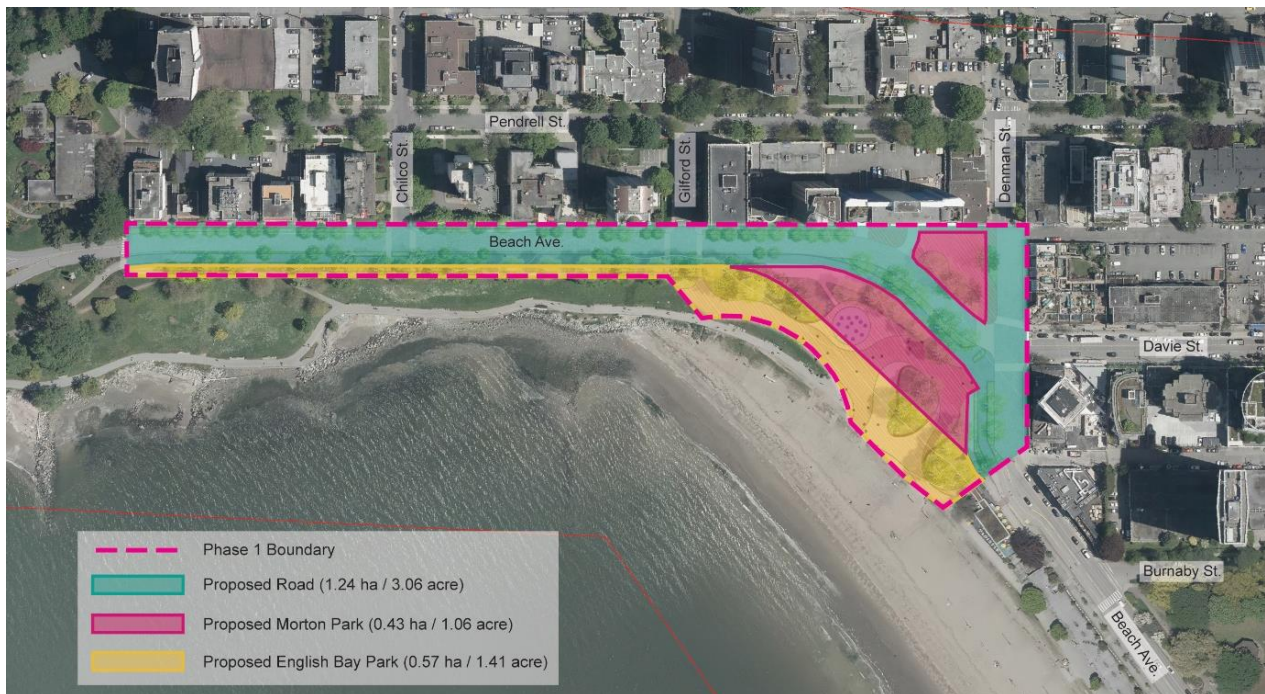 Pendrell St.
Chilco St.
Gilford St.
Denman St.
Beach Ave.
Davie St.
Burnaby St.
Beach Ave.
Phase 1 Boundary
Proposed Road (1.24 ha / 3.06 acre)
Proposed Morton Park (0.43 ha / 1.06 acre)
Proposed English Bay Park (0.57 ha / 1.41 acre)